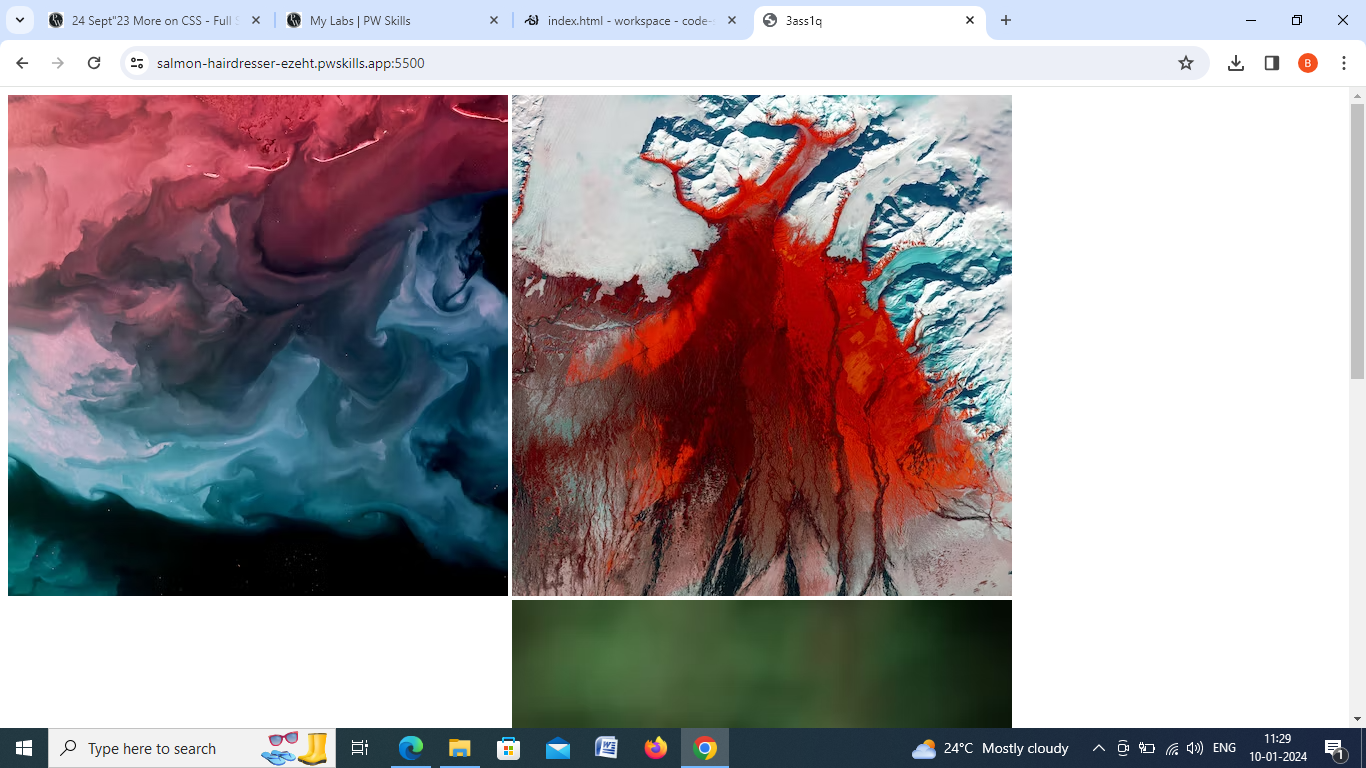 24 Sept"23 More on CSS - Full S
My Labs | PW Skills
index.html - workspace - code-s
3ass1q
salmon-hairdresser-ezeht.pwskills.app:5500
B
Type here to search
24°C Mostly cloudy
ENG
11:29
10-01-2024
1